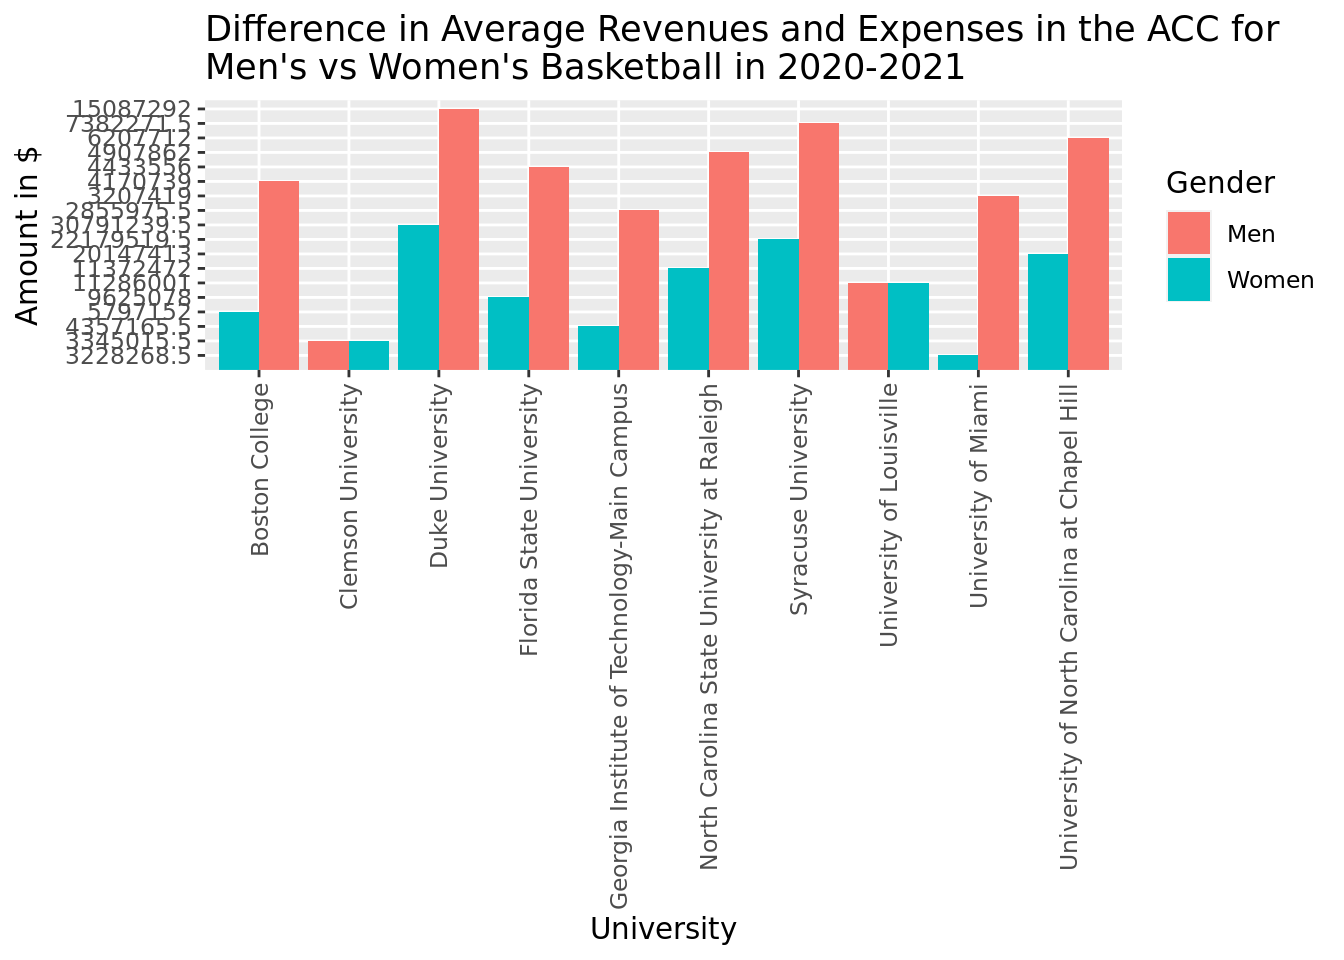 Difference in Average Revenues and Expenses in the ACC for
Men's vs Women's Basketball in 2020-2021
Amount in $
15087292
7382271.5
6207712
4907862
4433556
4170739
3207419
2855975.5
30791239.5
22179519.5
20147413
11372472
11286001
9625078
5797152
4357165.5
3345015.5
3228268.5
Boston College
Clemson University
Duke University
Florida State University
Georgia Institute of Technology-Main Campus
North Carolina State University at Raleigh
Syracuse University
University of Louisville
University of Miami
University of North Carolina at Chapel Hill
University
Gender
Men
Women